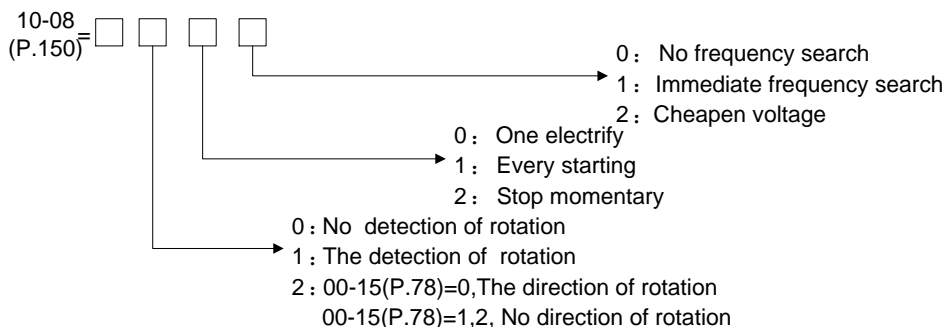 10-08
(P.150)=
0： No frequency search
1： Immediate frequency search
2： Cheapen voltage
0： One electrify
1： Every starting
2： Stop momentary
0 : No detection of rotation
1 : The detection of rotation
2 : 00-15(P.78)=0,The direction of rotation
00-15(P.78)=1,2, No direction of rotation